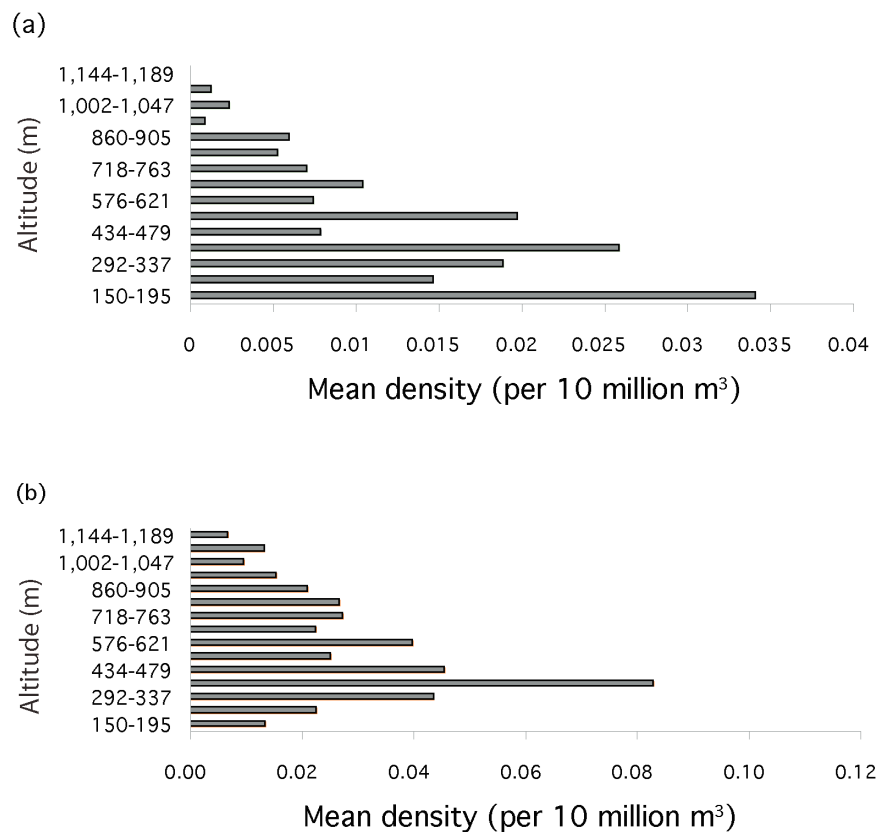 (a)
1,144-1,189
1,002-1,047
860-905
718-763
576-621
434-479
292-337
150-195
Altitude (m)
0 0.005 0.01 0.015 0.02 0.025 0.03 0.035 0.04
Mean density (per 10 million m³)
(b)
1,144-1,189
1,002-1,047
860-905
718-763
576-621
434-479
292-337
150-195
Altitude (m)
0.00 0.02 0.04 0.06 0.08 0.10 0.12
Mean density (per 10 million m³)